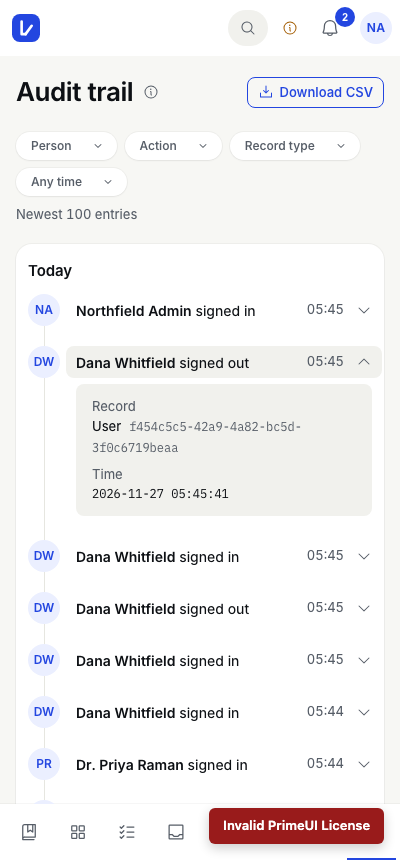 2
NA
Audit trail
Download CSV
Person
Action
Record type
Any time
Newest 100 entries
Today
NA Northfield Admin signed in 05:45
DW Dana Whitfield signed out 05:45
Record
User f454c5c5-42a9-4a82-bc5d-
3f0c6719beaa
Time
2026-11-27 05:45:41
DW Dana Whitfield signed in 05:45
DW Dana Whitfield signed out 05:45
DW Dana Whitfield signed in 05:45
DW Dana Whitfield signed in 05:44
PR Dr. Priya Raman signed in 05:44
Invalid PrimeUI License